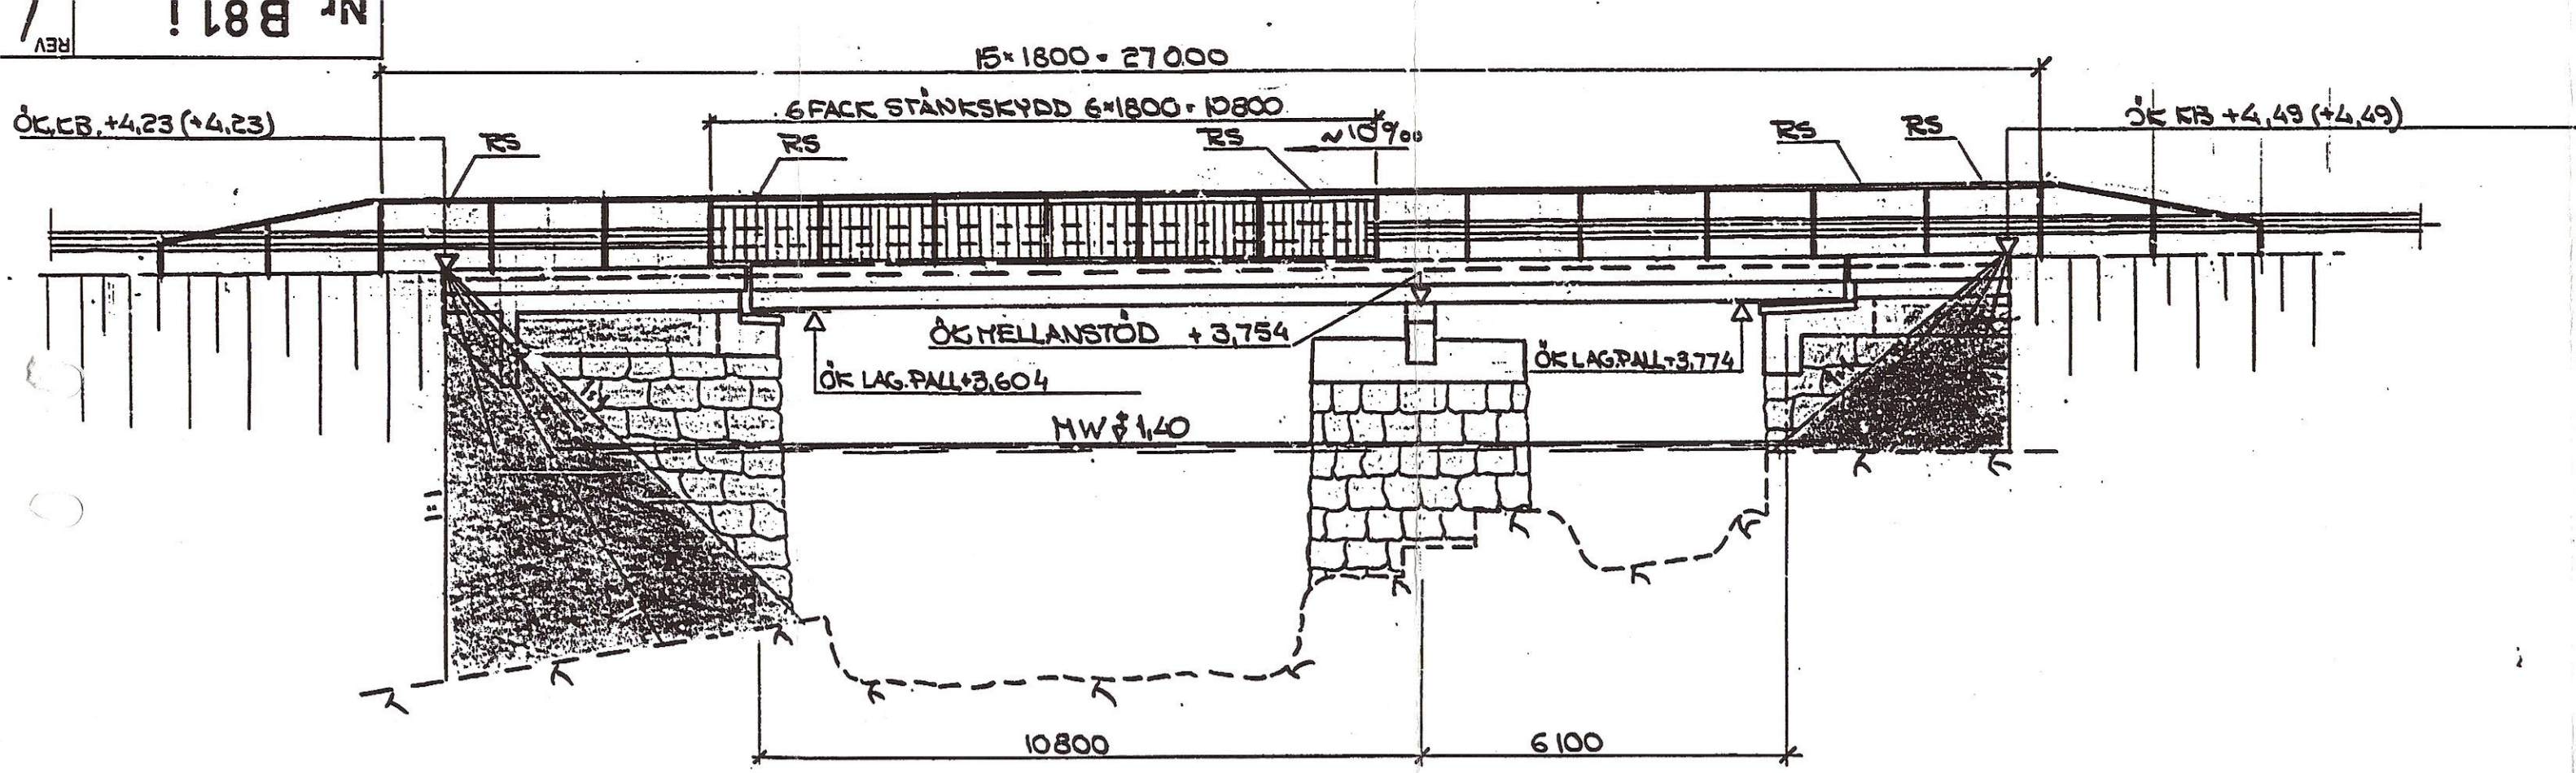 Nr B81i
REV
15×1800=27000
6 FACK STÄNKSKYDD 6×1800=10800
ÖK.KB.+4,23 (+4,23)
RS
RS
RS
~10‰
RS
RS
ÖK KB +4,49 (+4,49)
ÖK MELLANSTÖD +3,754
ÖK LAG.PALL+3,604
ÖK LAG.PALL+3,774
MW 1,40
10800
6100